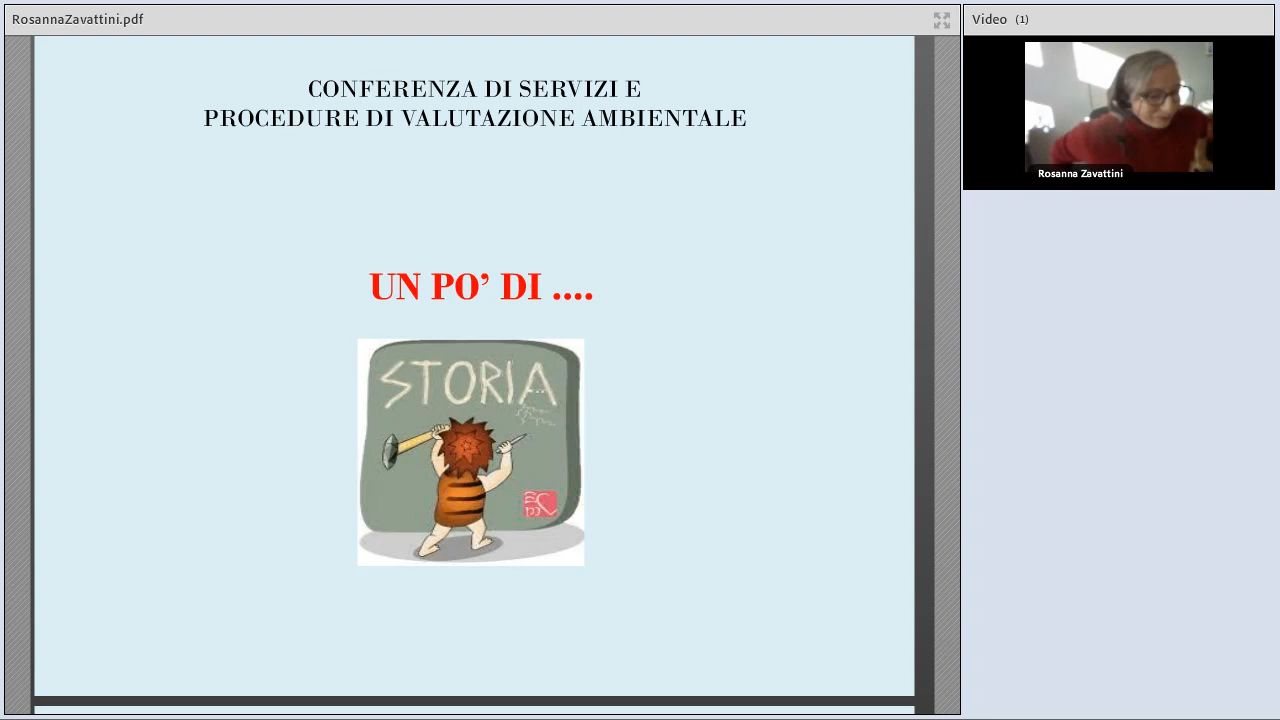 RosannaZavattini.pdf
Video (1)
CONFERENZA DI SERVIZI E
PROCEDURE DI VALUTAZIONE AMBIENTALE
UN PO’ DI ....
STORIA
Rosanna Zavattini